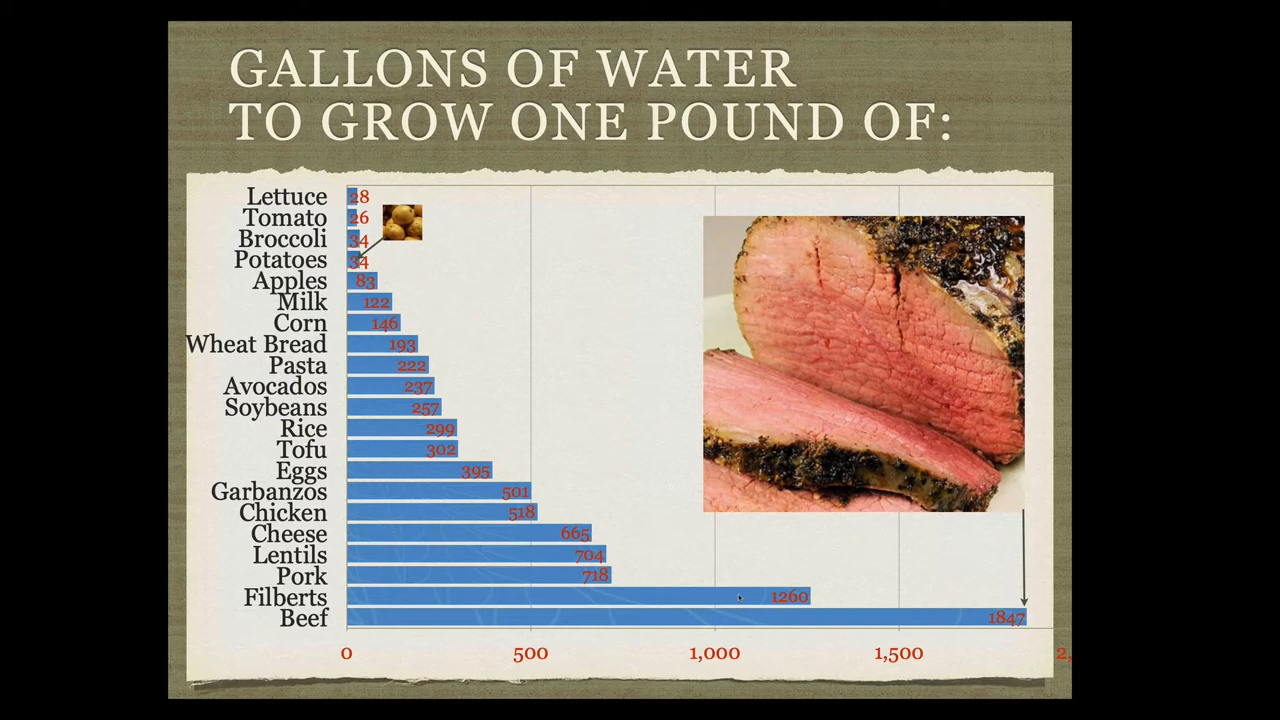 GALLONS OF WATER
TO GROW ONE POUND OF:
Lettuce 28
Tomato 26
Broccoli 34
Potatoes 34
Apples 83
Milk 122
Corn 146
Wheat Bread 193
Pasta 222
Avocados 237
Soybeans 257
Rice 299
Tofu 302
Eggs 395
Garbanzos 501
Chicken 518
Cheese 665
Lentils 704
Pork 718
Filberts 1260
Beef 1847
0 500 1,000 1,500 2,